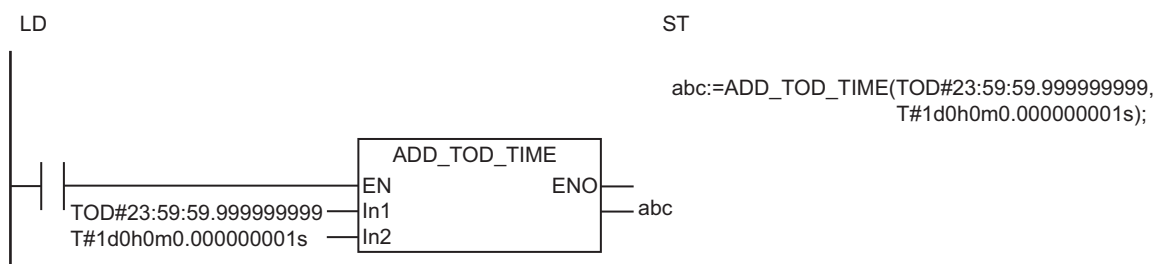 LD
ST
abc:=ADD_TOD_TIME(TOD#23:59:59.999999999,
T#1d0h0m0.000000001s);
ADD_TOD_TIME
EN ENO
TOD#23:59:59.999999999 In1 abc
T#1d0h0m0.000000001s In2